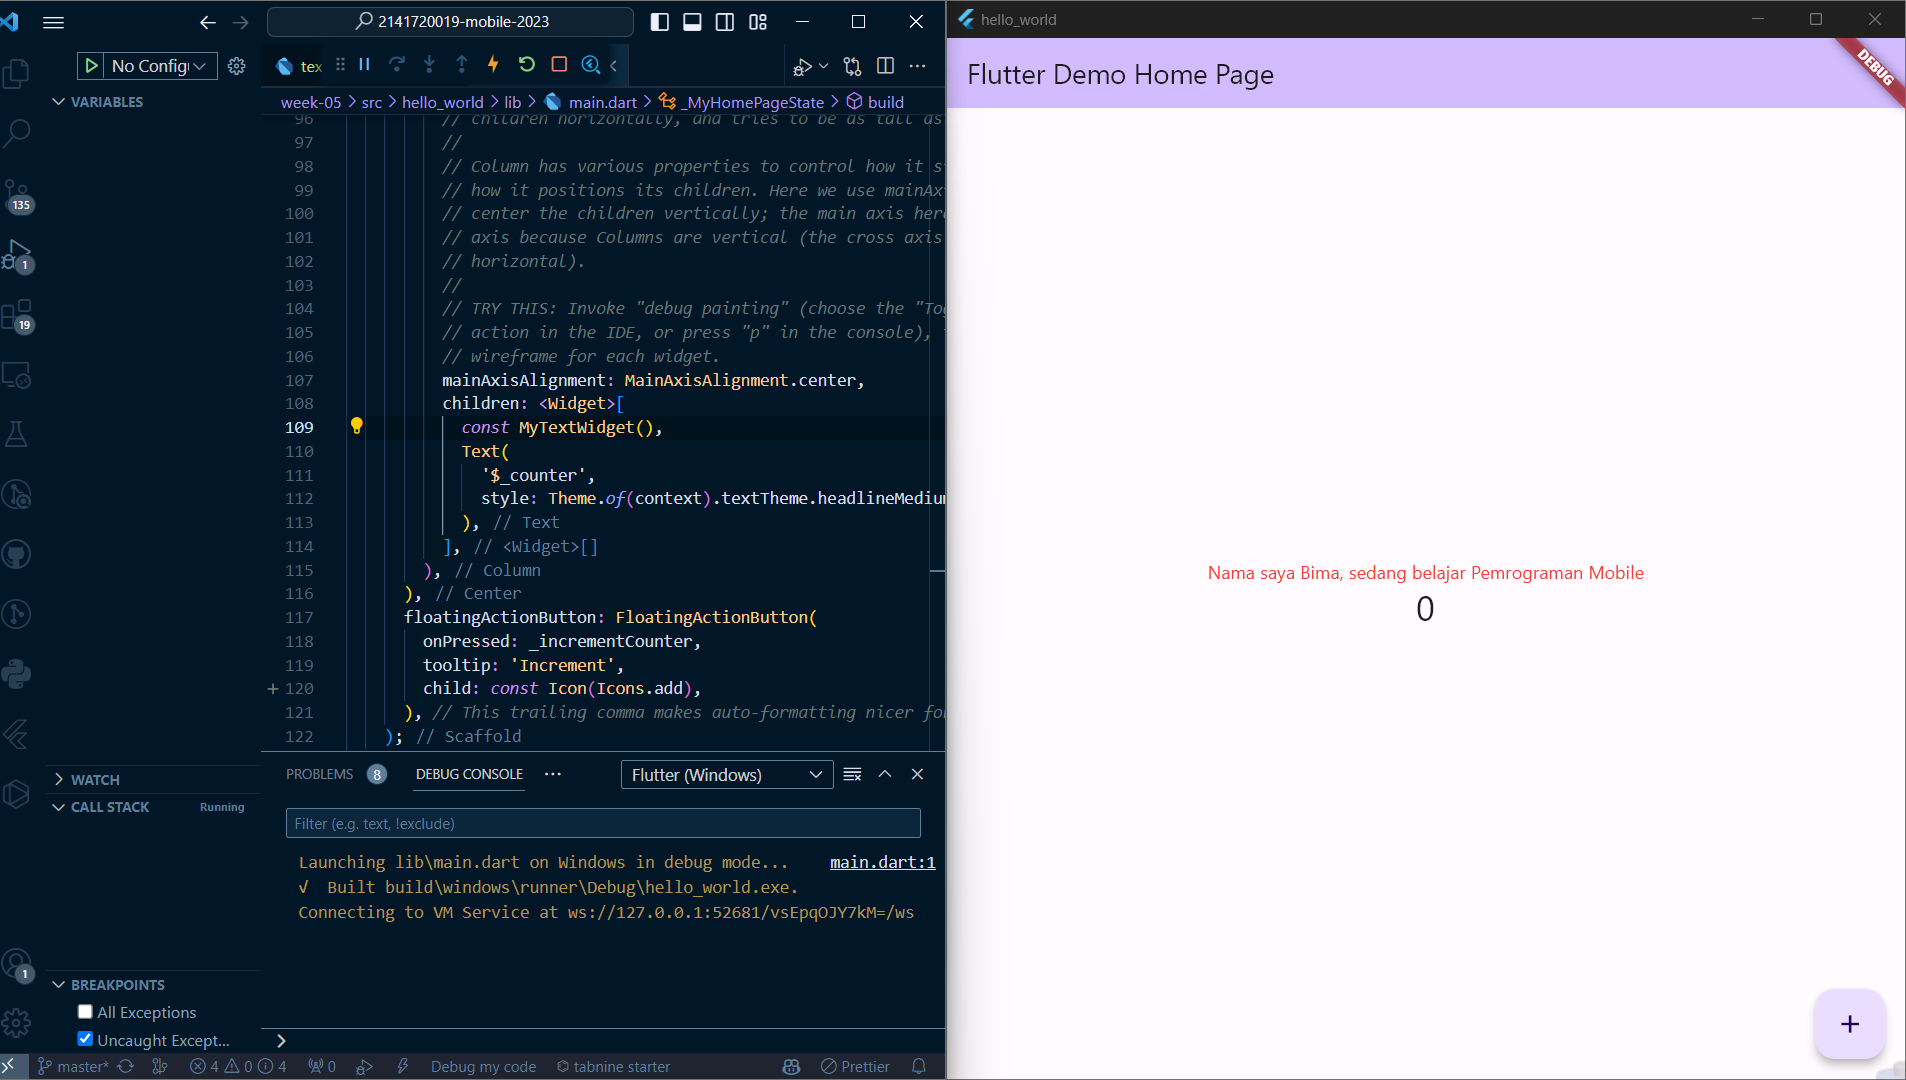 2141720019-mobile-2023
No Config
tex
VARIABLES
week-05 > src > hello_world > lib > main.dart > _MyHomePageState > build
96 // children horizontally, and tries to be as tall as
97 //
98 // Column has various properties to control how it s
99 // how it positions its children. Here we use mainAx
100 // center the children vertically; the main axis her
101 // axis because Columns are vertical (the cross axis
102 // horizontal).
103 //
104 // TRY THIS: Invoke "debug painting" (choose the "Tog
105 // action in the IDE, or press "p" in the console),
106 // wireframe for each widget.
107 mainAxisAlignment: MainAxisAlignment.center,
108 children: <Widget>[
109 const MyTextWidget(),
110 Text(
111 '$_counter',
112 style: Theme.of(context).textTheme.headlineMedium
113 ), // Text
114 ], // <Widget>[]
115 ), // Column
116 ), // Center
117 floatingActionButton: FloatingActionButton(
118 onPressed: _incrementCounter,
119 tooltip: 'Increment',
120 child: const Icon(Icons.add),
121 ), // This trailing comma makes auto-formatting nicer fo
122 ); // Scaffold
135
1
19
1
WATCH
CALL STACK Running
BREAKPOINTS
All Exceptions
Uncaught Except...
PROBLEMS 8 DEBUG CONSOLE ... Flutter (Windows)
Filter (e.g. text, !exclude)
Launching lib\main.dart on Windows in debug mode... main.dart:1
√ Built build\windows\runner\Debug\hello_world.exe.
Connecting to VM Service at ws://127.0.0.1:52681/vsEpqOJY7kM=/ws
>
master* 4 0 4 0 Debug my code tabnine starter Prettier
hello_world
Flutter Demo Home Page
DEBUG
Nama saya Bima, sedang belajar Pemrograman Mobile
0
+